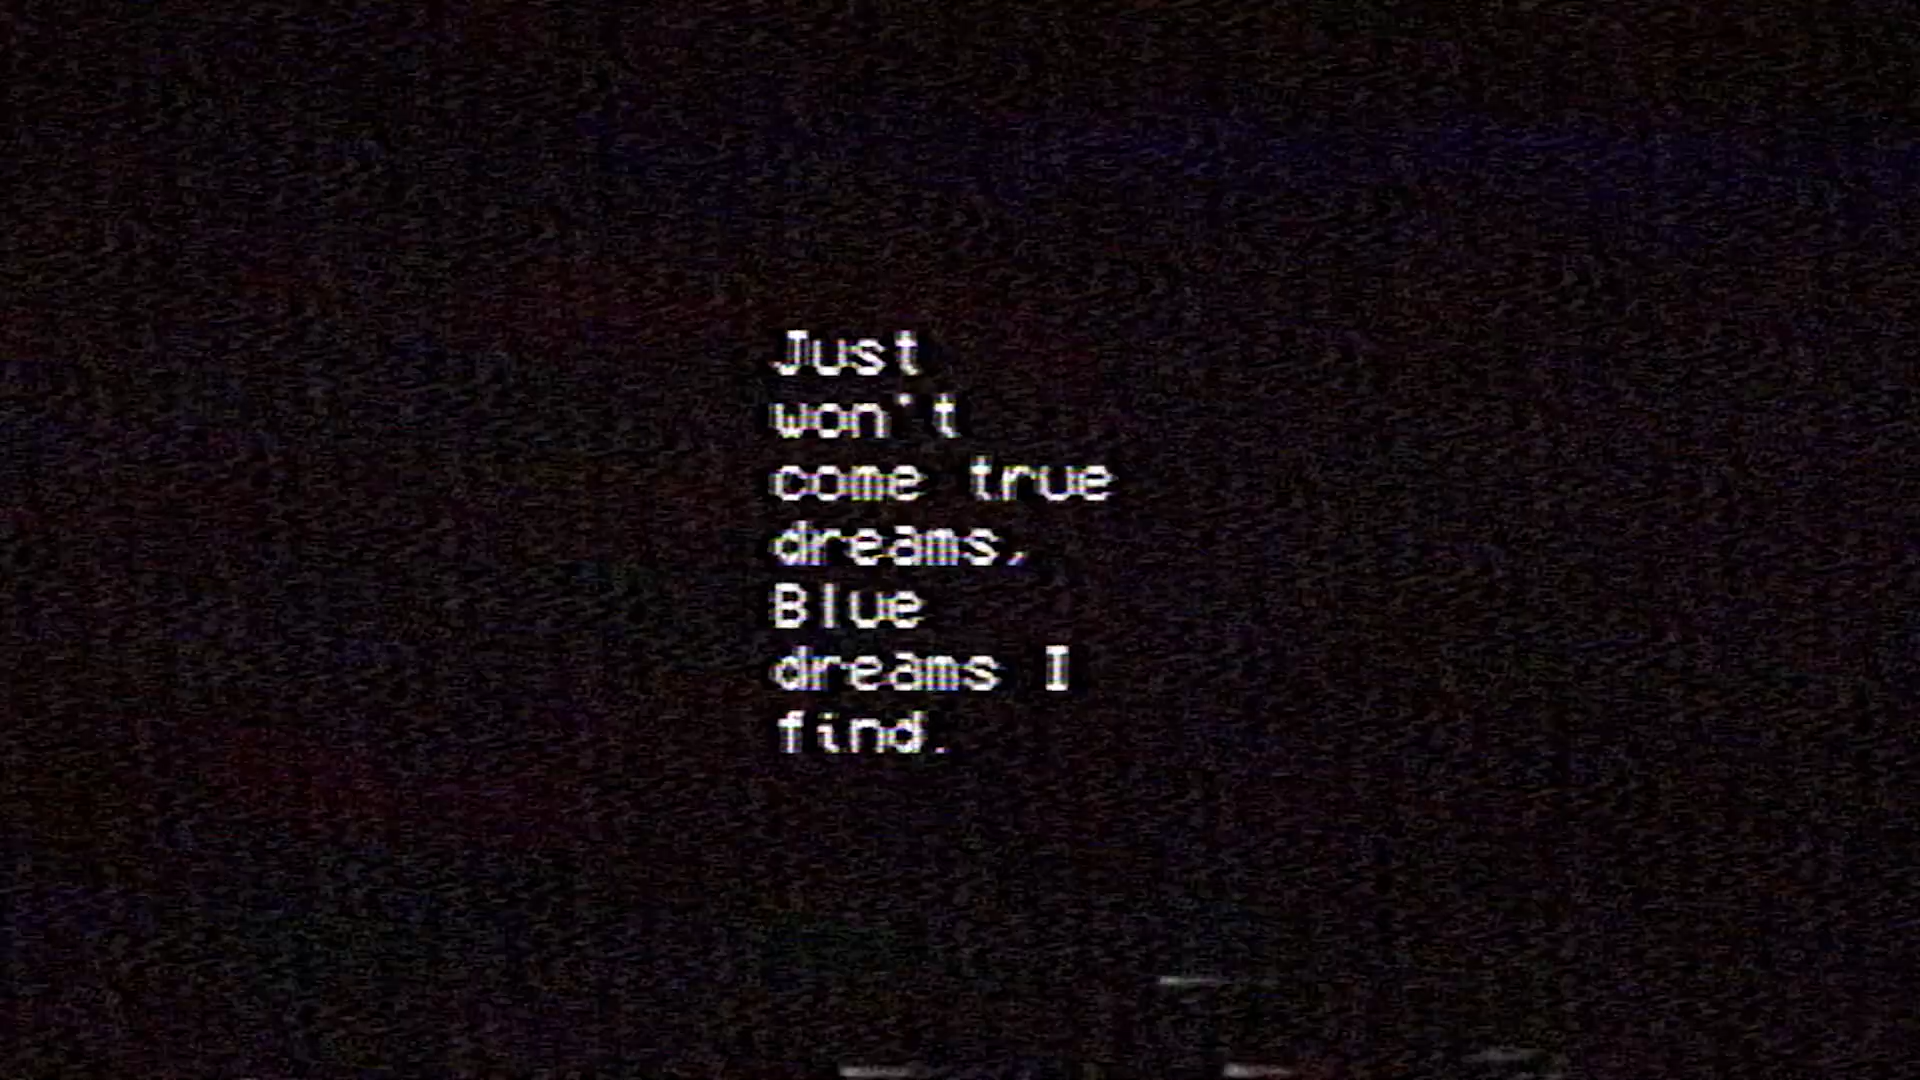 Just
won't
come true
dreams,
Blue
dreams I
find.